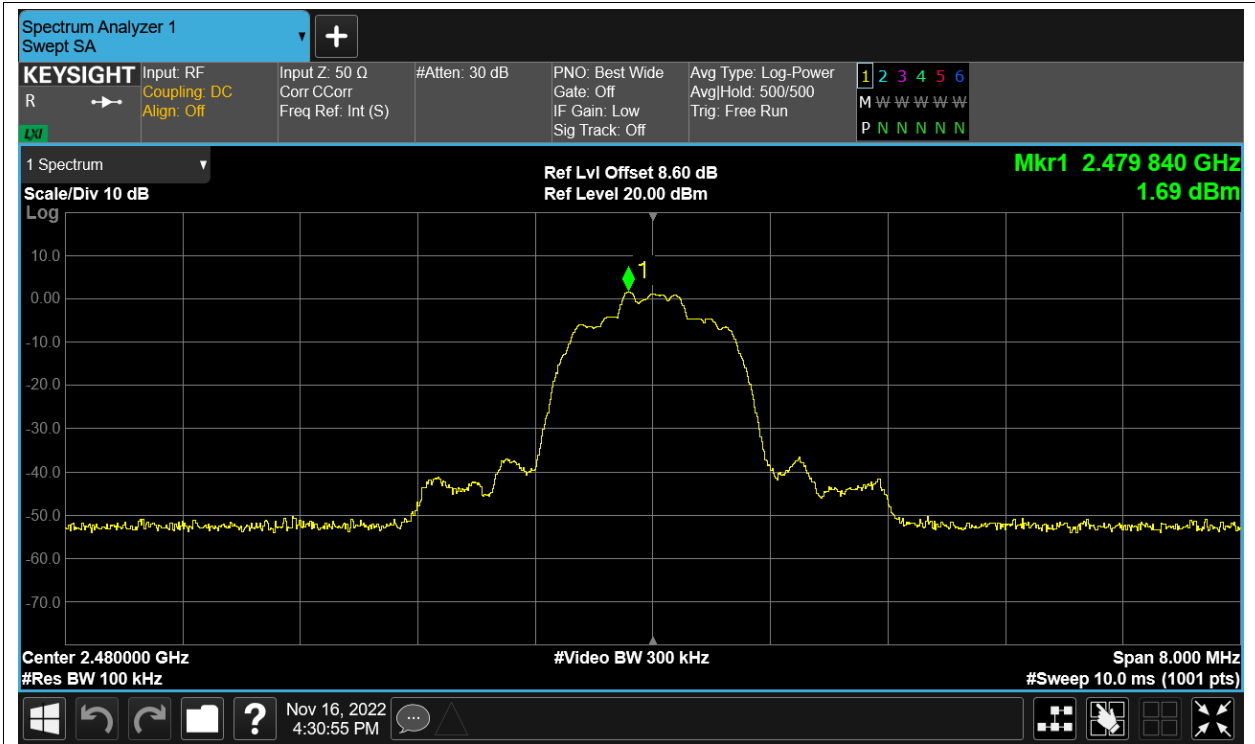 Spectrum Analyzer 1
Swept SA
+
KEYSIGHT
R
LXI
Input: RF
Coupling: DC
Align: Off
Input Z: 50 Ω
Corr CCorr
Freq Ref: Int (S)
#Atten: 30 dB
PNO: Best Wide
Gate: Off
IF Gain: Low
Sig Track: Off
Avg Type: Log-Power
Avg|Hold: 500/500
Trig: Free Run
1 2 3 4 5 6
M W W W W W
P N N N N N
1 Spectrum
Scale/Div 10 dB
Log
Ref Lvl Offset 8.60 dB
Ref Level 20.00 dBm
Mkr1 2.479 840 GHz
1.69 dBm
1
10.0
0.00
-10.0
-20.0
-30.0
-40.0
-50.0
-60.0
-70.0
Center 2.480000 GHz
#Video BW 300 kHz
Span 8.000 MHz
#Res BW 100 kHz
#Sweep 10.0 ms (1001 pts)
?
Nov 16, 2022
4:30:55 PM